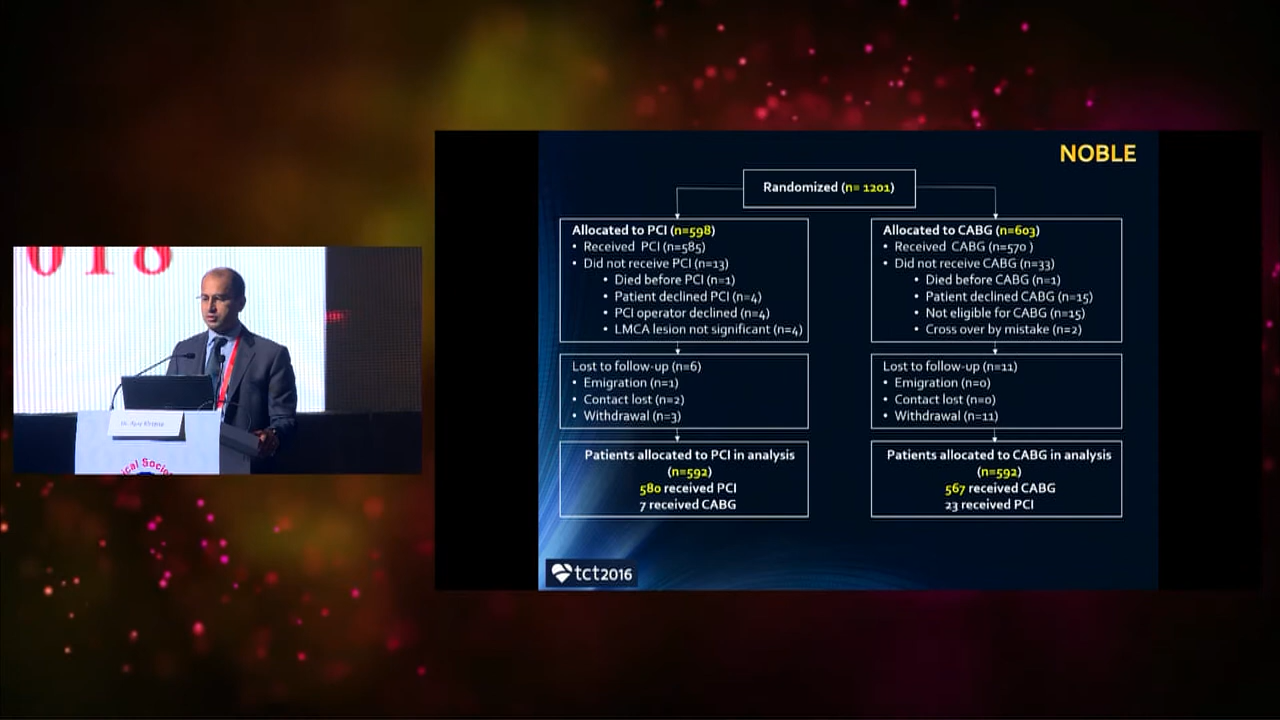 018
ical Socie
NOBLE
Randomized (n= 1201)
Allocated to PCI (n=598)
• Received PCI (n=585)
• Did not receive PCI (n=13)
• Died before PCI (n=1)
• Patient declined PCI (n=4)
• PCI operator declined (n=4)
• LMCA lesion not significant (n=4)
Lost to follow-up (n=6)
• Emigration (n=1)
• Contact lost (n=2)
• Withdrawal (n=3)
Patients allocated to PCI in analysis
(n=592)
580 received PCI
7 received CABG
Allocated to CABG (n=603)
• Received CABG (n=570 )
• Did not receive CABG (n=33)
• Died before CABG (n=1)
• Patient declined CABG (n=15)
• Not eligible for CABG (n=15)
• Cross over by mistake (n=2)
Lost to follow-up (n=11)
• Emigration (n=0)
• Contact lost (n=0)
• Withdrawal (n=11)
Patients allocated to CABG in analysis
(n=592)
567 received CABG
23 received PCI
tct2016